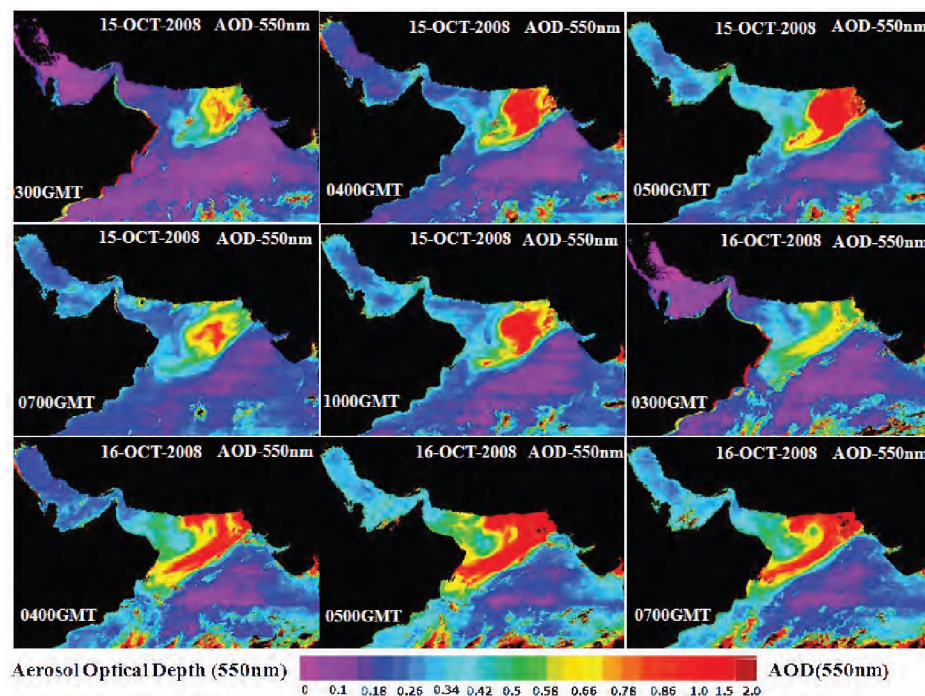 15-OCT-2008 AOD-550nm
300GMT
15-OCT-2008 AOD-550nm
0400GMT
15-OCT-2008 AOD-550nm
0500GMT
15-OCT-2008 AOD-550nm
0700GMT
15-OCT-2008 AOD-550nm
1000GMT
16-OCT-2008 AOD-550nm
0300GMT
16-OCT-2008 AOD-550nm
0400GMT
16-OCT-2008 AOD-550nm
0500GMT
16-OCT-2008 AOD-550nm
0700GMT
Aerosol Optical Depth (550nm) AOD(550nm)
0 0.1 0.18 0.26 0.34 0.42 0.5 0.58 0.66 0.78 0.86 1.0 1.5 2.0